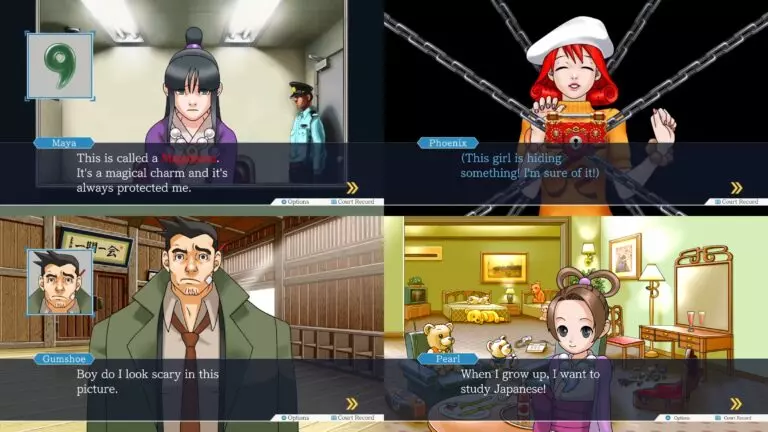 Maya
This is called a
It's a magical charm and it's
always protected me.
Options Court Record
Phoenix
(This girl is hiding
something! I'm sure of it!)
Court Record
Gumshoe
Boy do I look scary in this
picture.
Options Court Record
Pearl
When I grow up, I want to
study Japanese!
Options Court Record